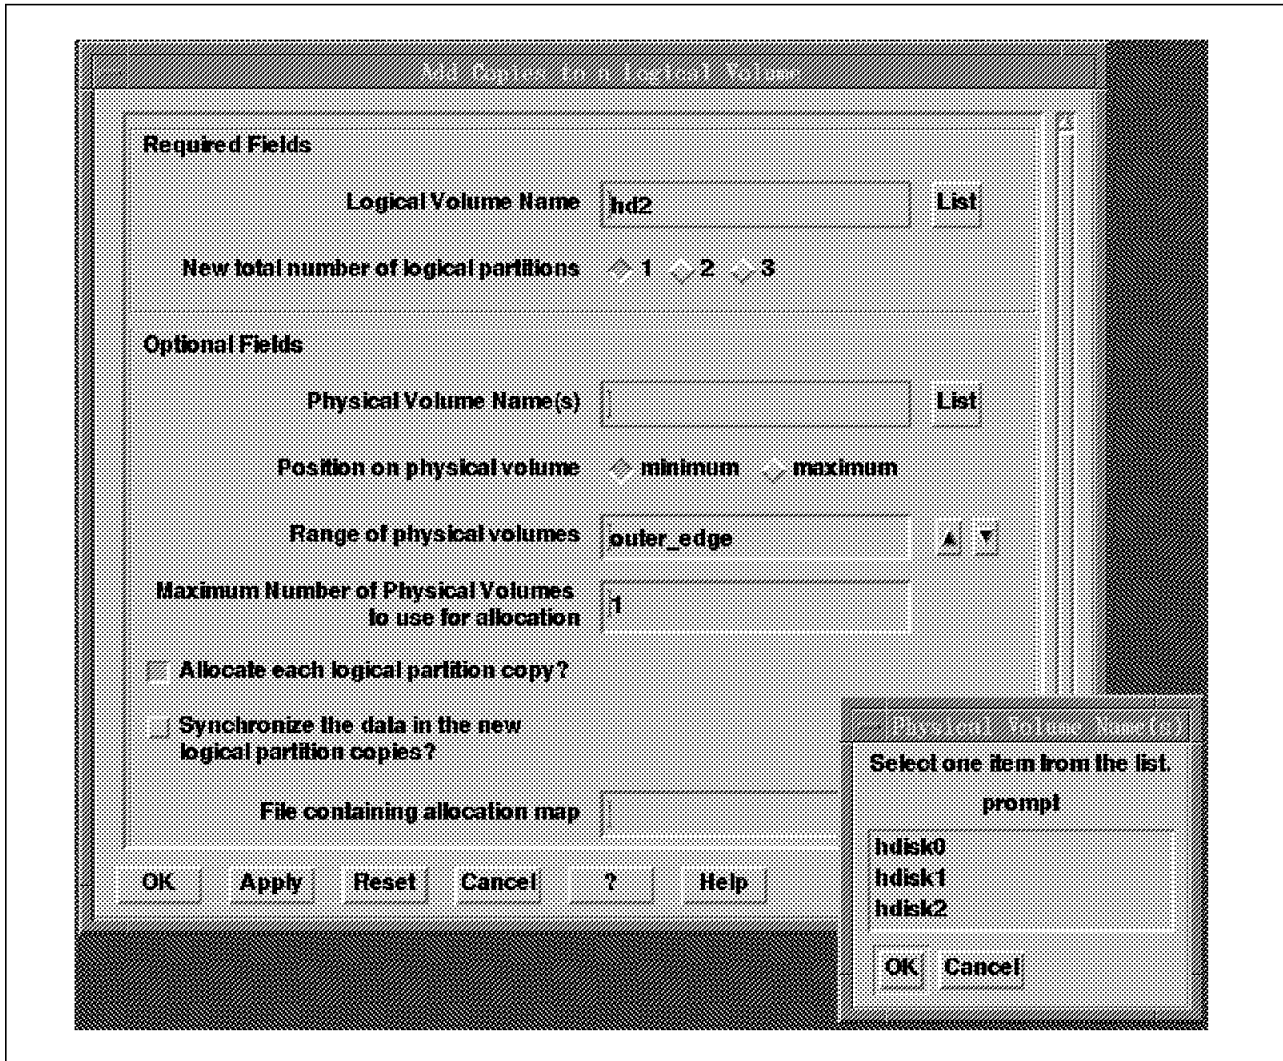 Add Copies to a Logical Volume
Required Fields
Logical Volume Name hd2 List
New total number of logical partitions 1 2 3
Optional Fields
Physical Volume Name(s) List
Position on physical volume minimum maximum
Range of physical volumes outer_edge
Maximum Number of Physical Volumes
to use for allocation 1
Allocate each logical partition copy?
Synchronize the data in the new
logical partition copies?
File containing allocation map
OK Apply Reset Cancel ? Help
Physical Volume Name(s)
Select one item from the list.
prompt
hdisk0
hdisk1
hdisk2
OK Cancel